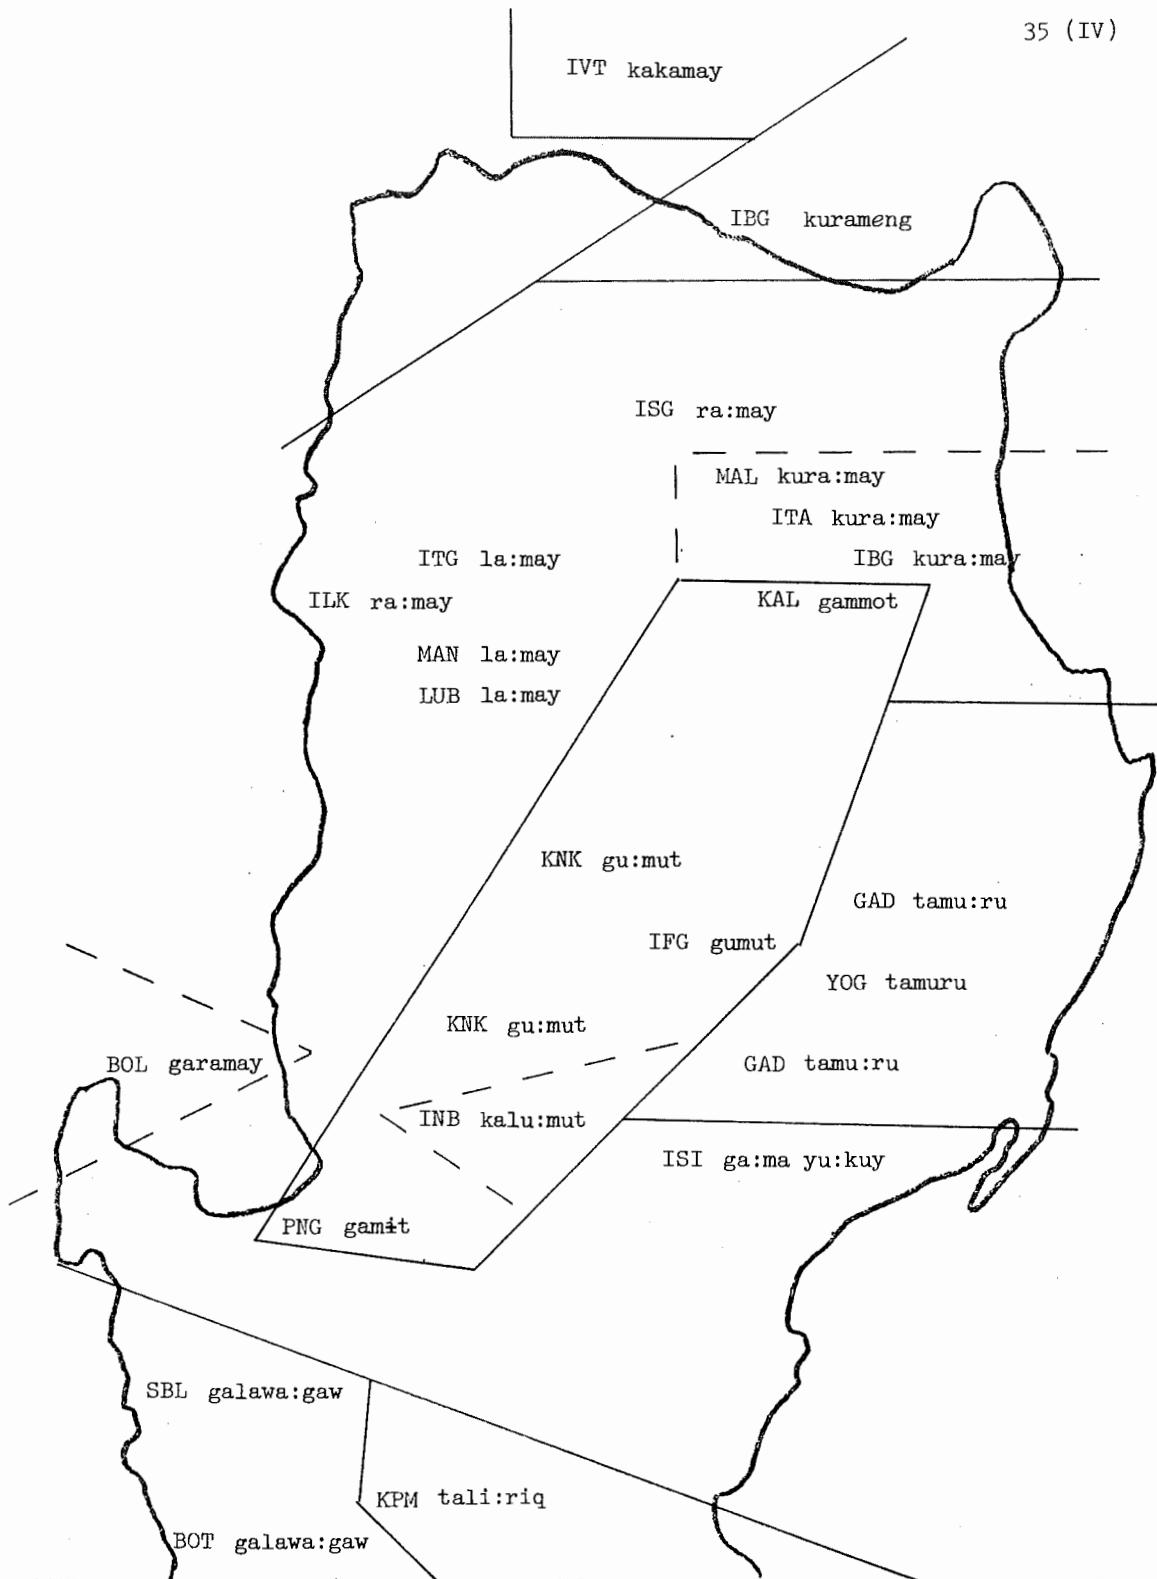 35 (IV)
IVT kakamay
IBG kurameng
ISG ra:may
MAL kura:may
ITA kura:may
ITG la:may
IBG kura:may
ILK ra:may
KAL gammot
MAN la:may
LUB la:may
KNK gu:mut
GAD tamu:ru
IFG gumut
YOG tamuru
KNK gu:mut
BOL garamay
GAD tamu:ru
INB kalu:mut
ISI ga:ma yu:kuy
PNG gamɨt
SBL galawa:gaw
KPM tali:riq
BOT galawa:gaw